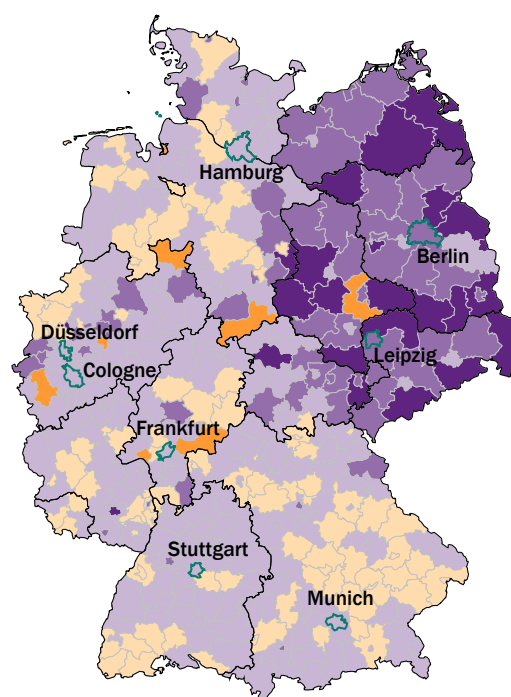 Hamburg
Berlin
Düsseldorf
Leipzig
Cologne
Frankfurt
Stuttgart
Munich